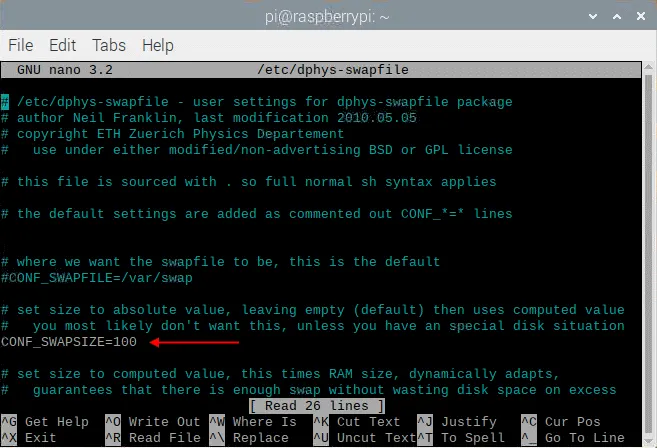 pi@raspberrypi: ~
File Edit Tabs Help
GNU nano 3.2 /etc/dphys-swapfile
# /etc/dphys-swapfile - user settings for dphys-swapfile package
# author Neil Franklin, last modification 2010.05.05
# copyright ETH Zuerich Physics Departement
#   use under either modified/non-advertising BSD or GPL license
# this file is sourced with . so full normal sh syntax applies
# the default settings are added as commented out CONF_*=* lines
# where we want the swapfile to be, this is the default
#CONF_SWAPFILE=/var/swap
# set size to absolute value, leaving empty (default) then uses computed value
#   you most likely don't want this, unless you have an special disk situation
CONF_SWAPSIZE=100
# set size to computed value, this times RAM size, dynamically adapts,
#   guarantees that there is enough swap without wasting disk space on excess
[ Read 26 lines ]
^G Get Help ^O Write Out ^W Where Is ^K Cut Text ^J Justify ^C Cur Pos
^X Exit ^R Read File ^\ Replace ^U Uncut Text ^T To Spell ^_ Go To Line